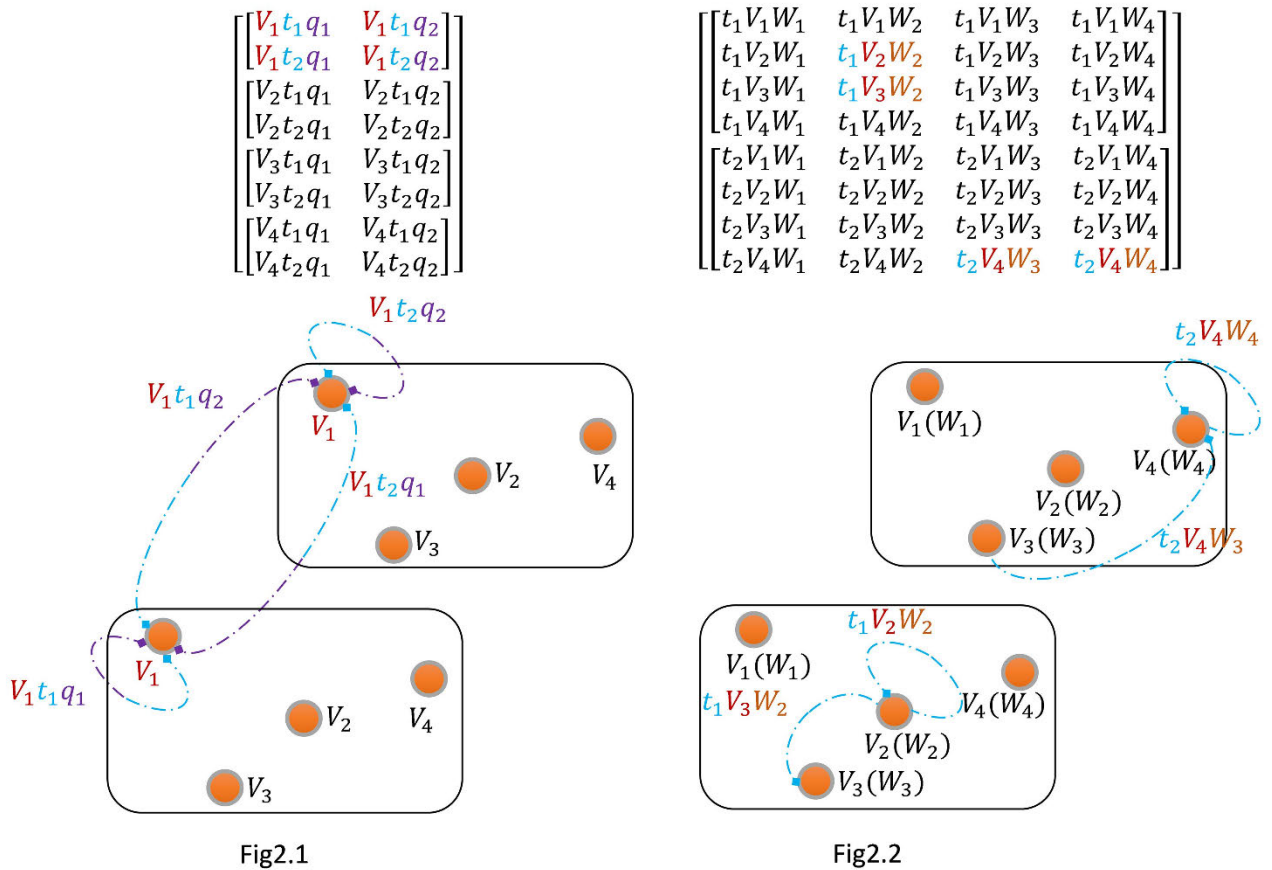 V₁t₁q₁ V₁t₁q₂
V₁t₂q₁ V₁t₂q₂
V₂t₁q₁ V₂t₁q₂
V₂t₂q₁ V₂t₂q₂
V₃t₁q₁ V₃t₁q₂
V₃t₂q₁ V₃t₂q₂
V₄t₁q₁ V₄t₁q₂
V₄t₂q₁ V₄t₂q₂
V₁t₂q₂
V₁t₁q₂
V₁
V₁t₂q₁
V₂
V₄
V₃
V₁
V₁t₁q₁
V₂
V₄
V₃
Fig2.1
t₁V₁W₁ t₁V₁W₂ t₁V₁W₃ t₁V₁W₄
t₁V₂W₁ t₁V₂W₂ t₁V₂W₃ t₁V₂W₄
t₁V₃W₁ t₁V₃W₂ t₁V₃W₃ t₁V₃W₄
t₁V₄W₁ t₁V₄W₂ t₁V₄W₃ t₁V₄W₄
t₂V₁W₁ t₂V₁W₂ t₂V₁W₃ t₂V₁W₄
t₂V₂W₁ t₂V₂W₂ t₂V₂W₃ t₂V₂W₄
t₂V₃W₁ t₂V₃W₂ t₂V₃W₃ t₂V₃W₄
t₂V₄W₁ t₂V₄W₂ t₂V₄W₃ t₂V₄W₄
t₂V₄W₄
V₁(W₁)
V₄(W₄)
V₂(W₂)
V₃(W₃)
t₂V₄W₃
t₁V₂W₂
V₁(W₁)
t₁V₃W₂
V₄(W₄)
V₂(W₂)
V₃(W₃)
Fig2.2